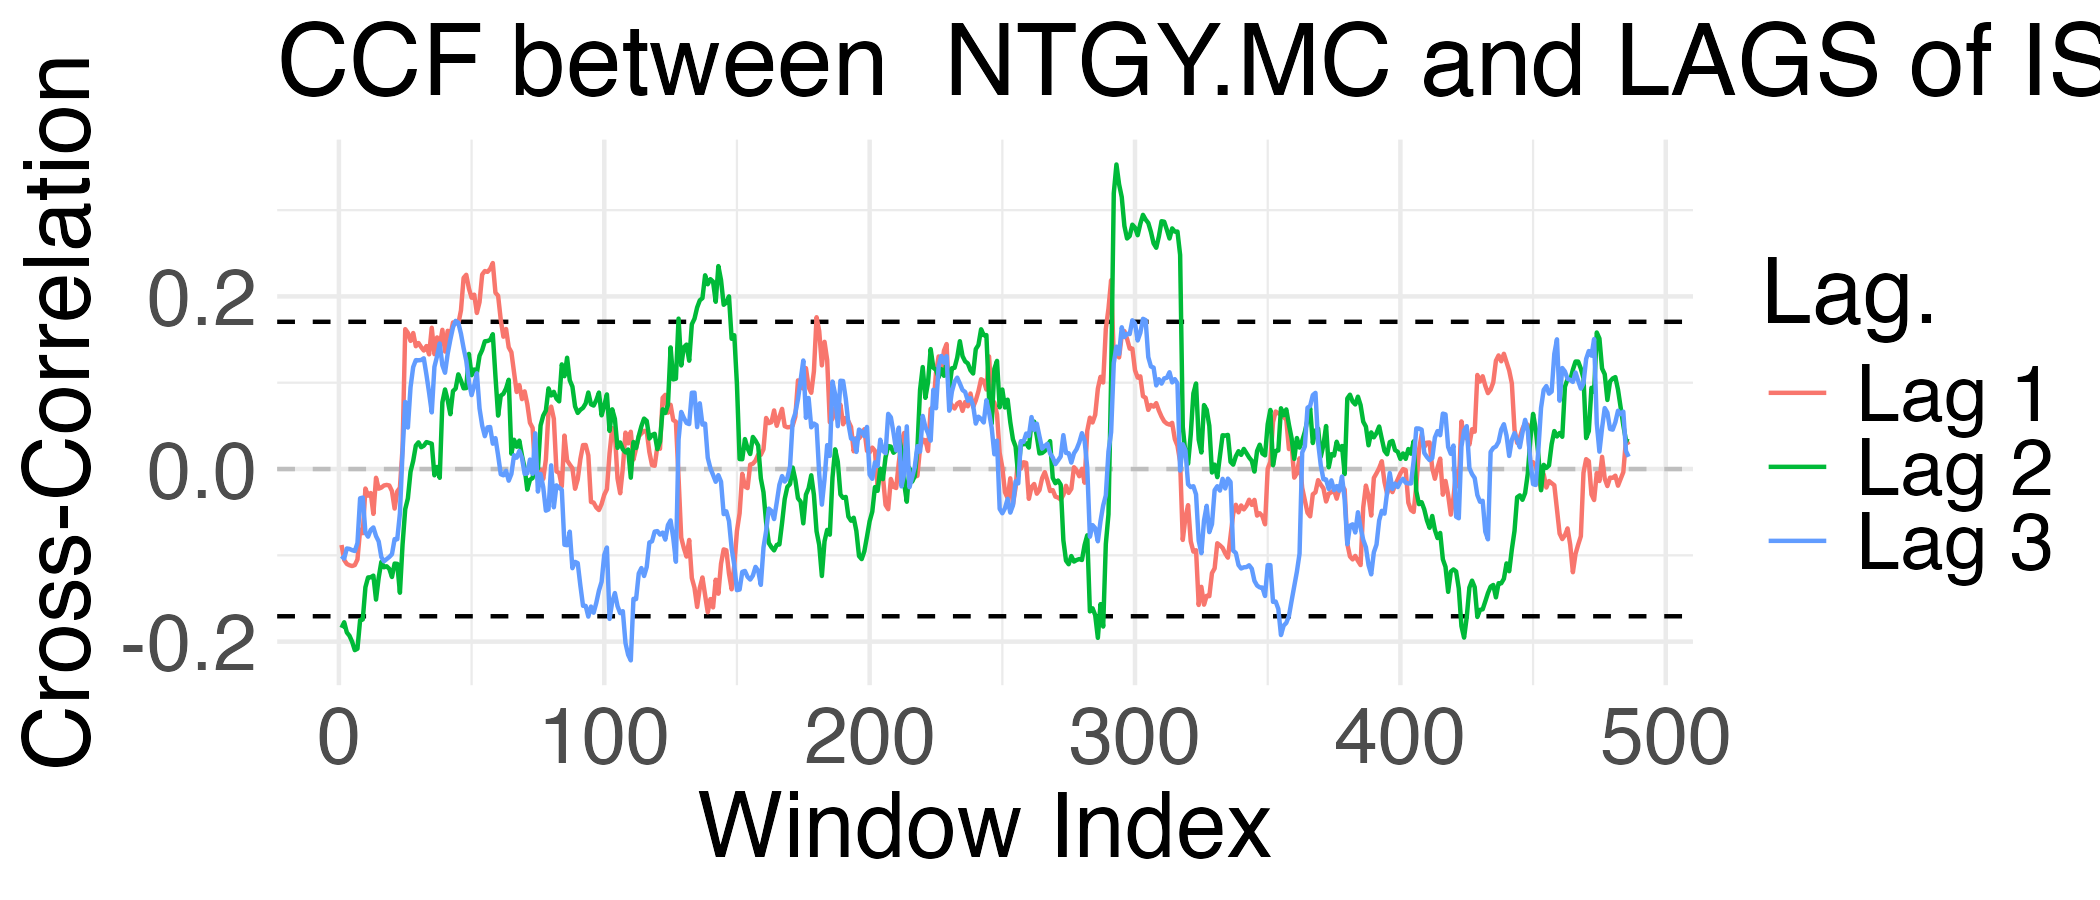 CCF between NTGY.MC and LAGS of IS
Cross-Correlation
0.2
0.0
-0.2
0
100
200
300
400
500
Window Index
Lag.
Lag 1
Lag 2
Lag 3